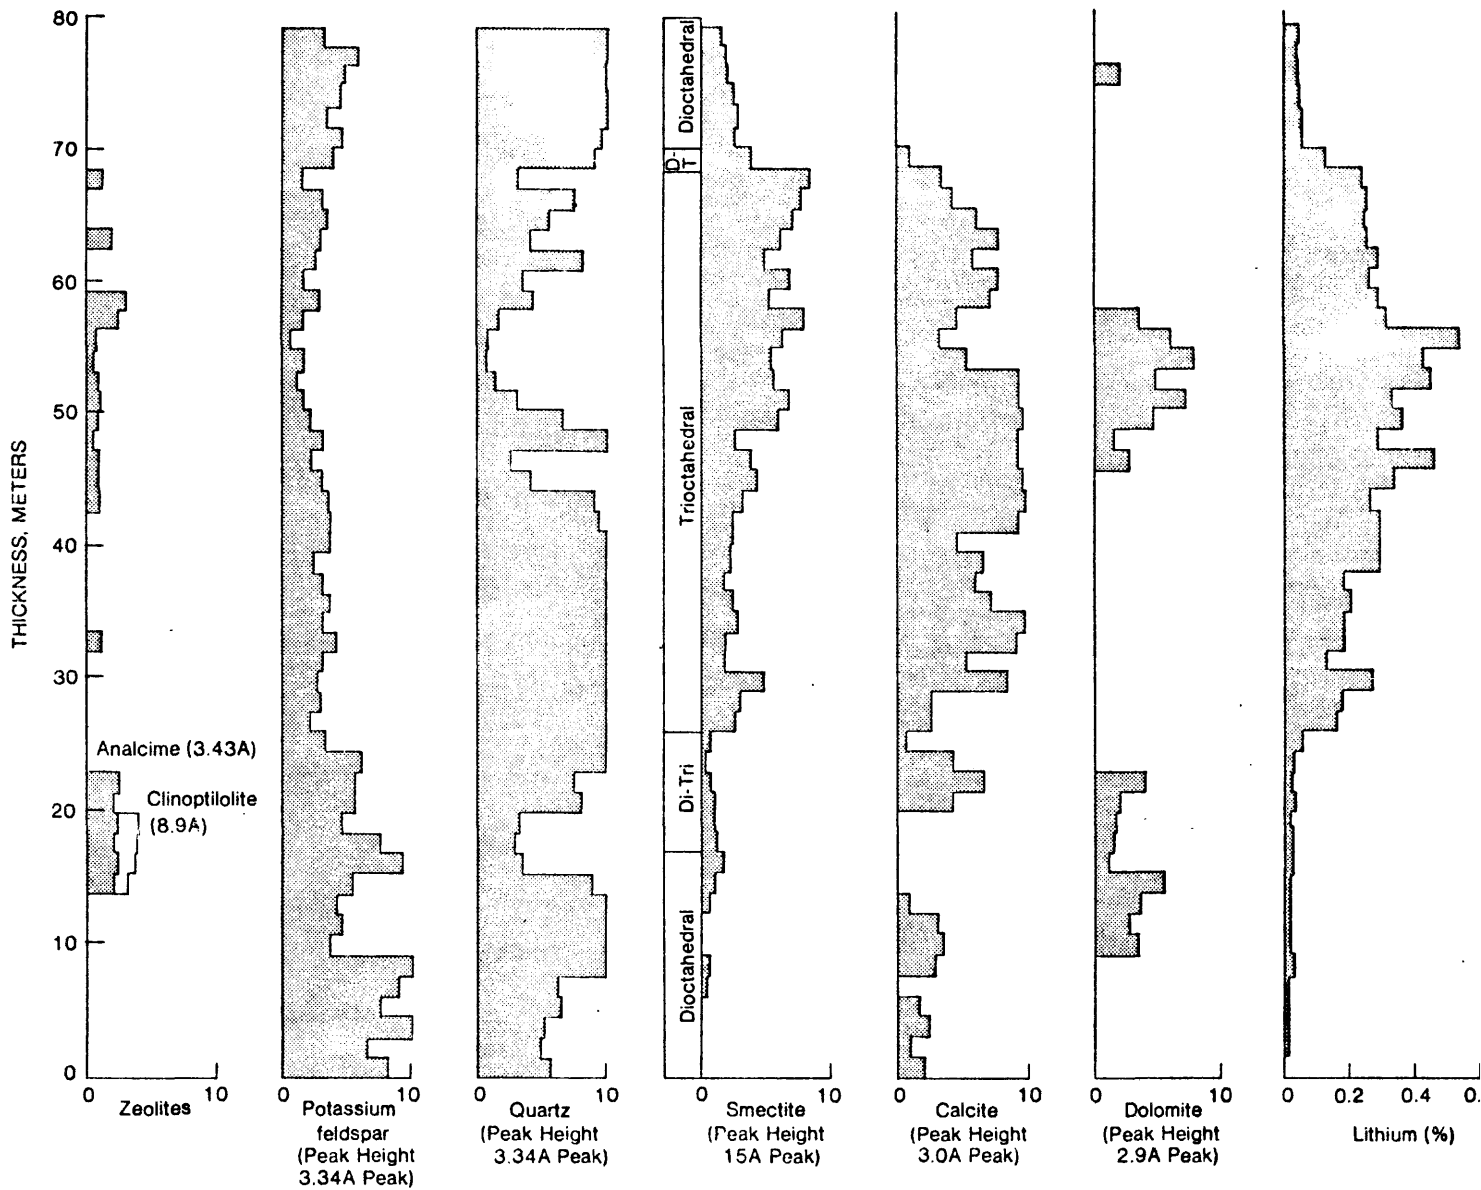 80
70
60
50
40
30
20
10
0
THICKNESS, METERS
Analcime (3.43A)
Clinoptilolite
(8.9A)
0 10
Zeolites
0 10
Potassium
feldspar
(Peak Height
3.34A Peak)
0 10
Quartz
(Peak Height
3.34A Peak)
Dioctahedral
D-
T
Trioctahedral
Di-Tri
Dioctahedral
0 10
Smectite
(Peak Height
15A Peak)
0 10
Calcite
(Peak Height
3.0A Peak)
0 10
Dolomite
(Peak Height
2.9A Peak)
0 0.2 0.4 0.
Lithium (%)